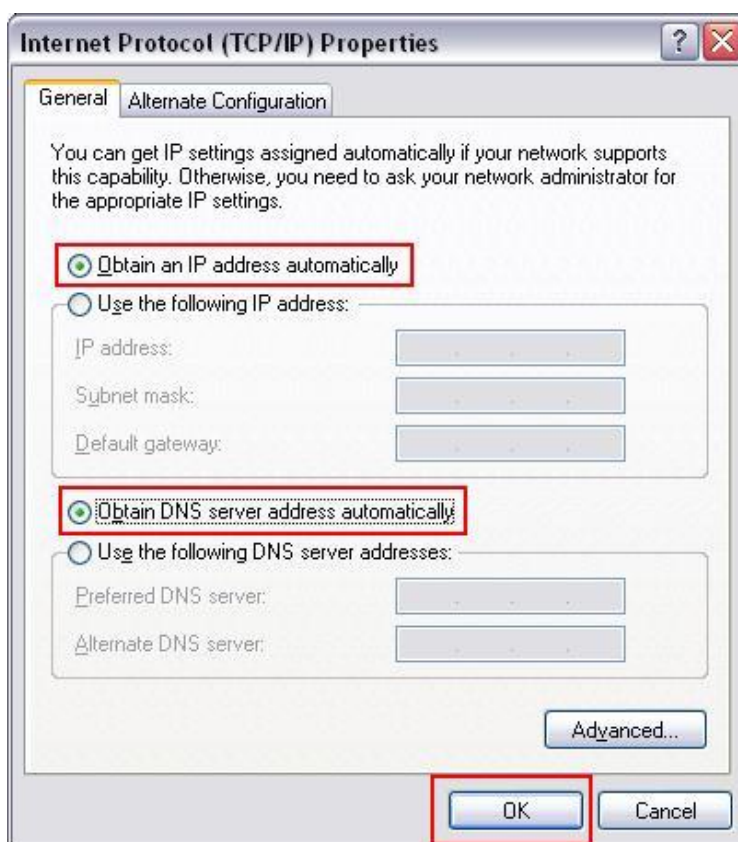 Internet Protocol (TCP/IP) Properties
General
Alternate Configuration
You can get IP settings assigned automatically if your network supports
this capability. Otherwise, you need to ask your network administrator for
the appropriate IP settings.
Obtain an IP address automatically
Use the following IP address:
IP address:
Subnet mask:
Default gateway:
Obtain DNS server address automatically
Use the following DNS server addresses:
Preferred DNS server:
Alternate DNS server:
Advanced...
OK
Cancel